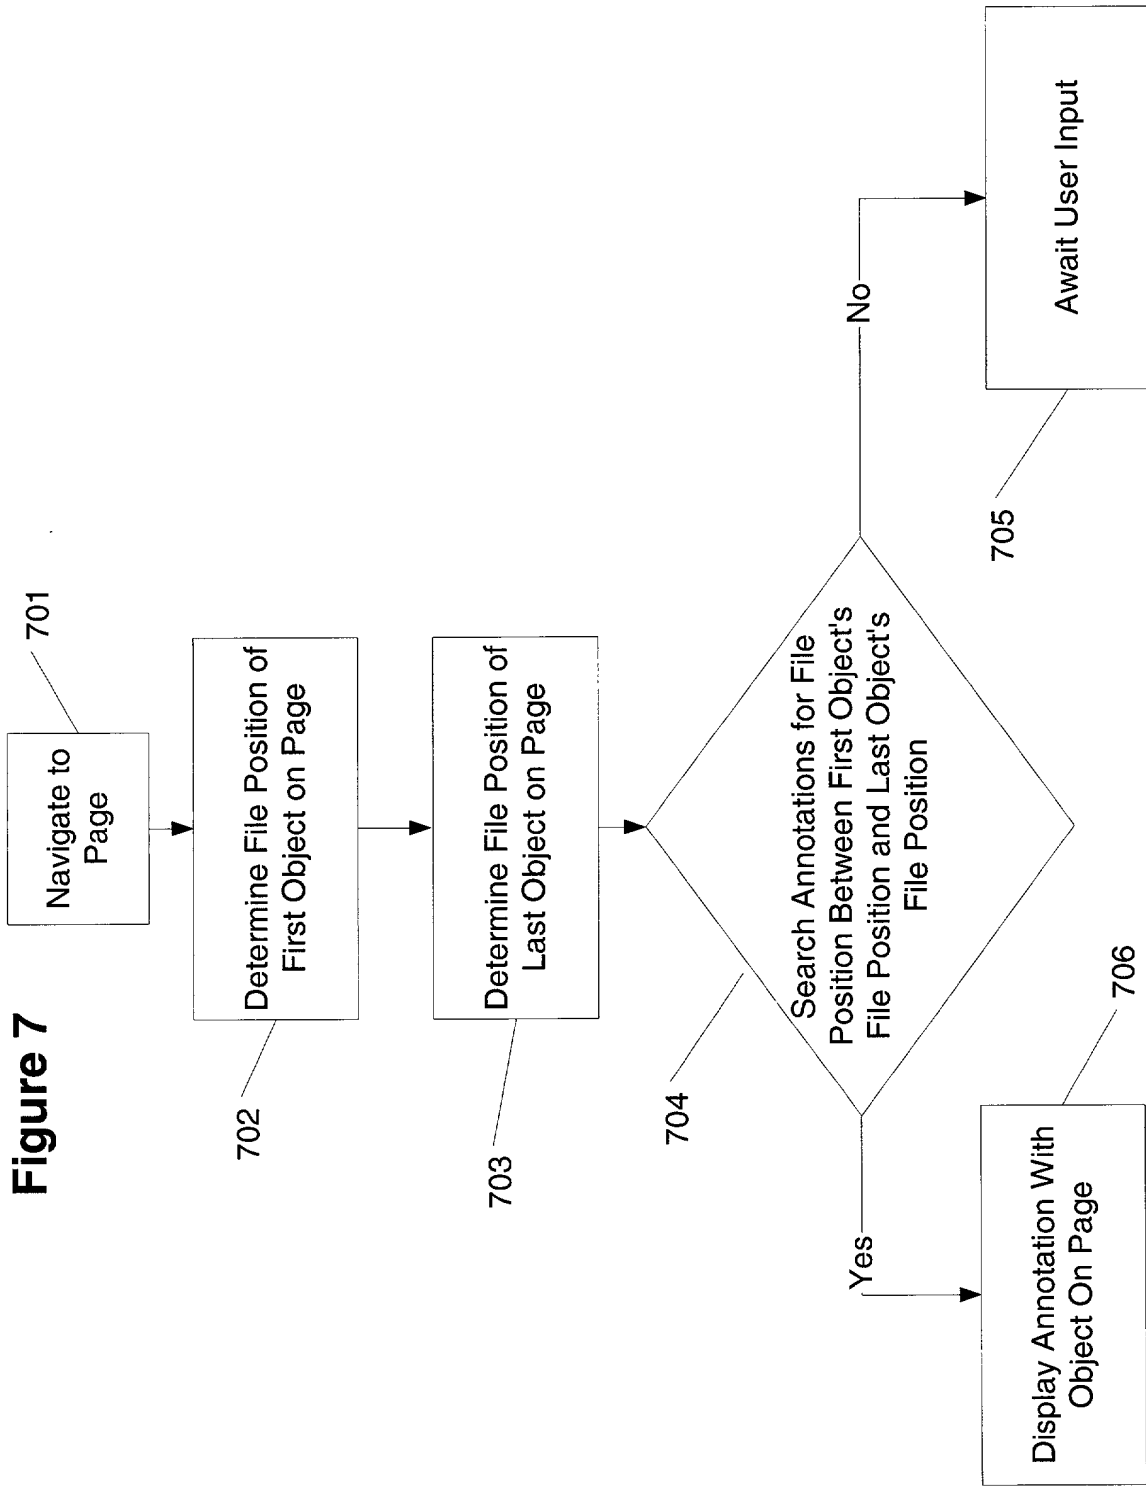 Figure 7
Navigate to
Page
701
Determine File Position of
First Object on Page
702
Determine File Position of
Last Object on Page
703
Search Annotations for File
Position Between First Object's
File Position and Last Object's
File Position
704
Yes
No
Display Annotation With
Object On Page
706
Await User Input
705